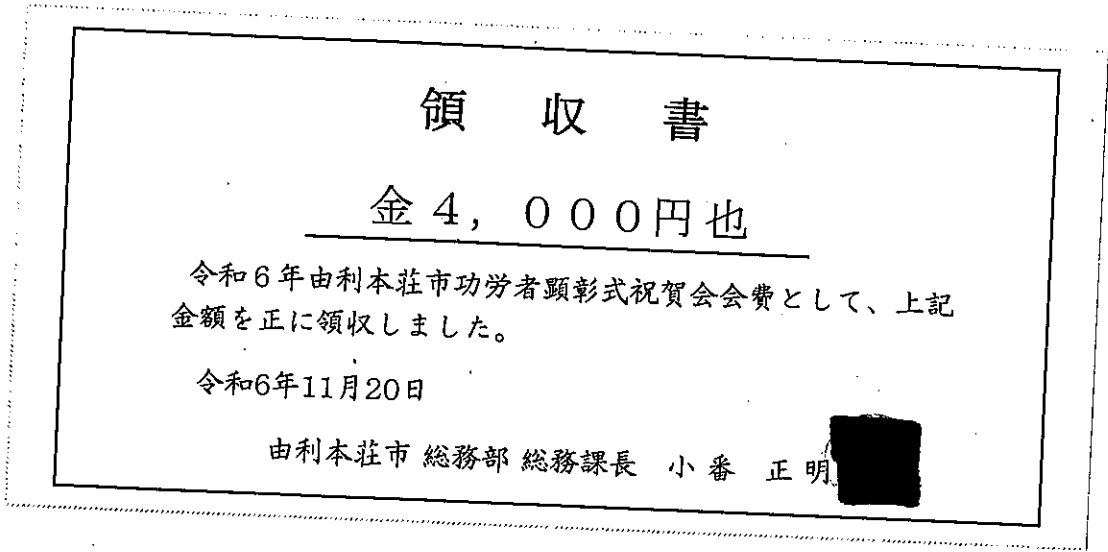 領 収 書
金4,000円也
令和6年由利本荘市功労者顕彰式祝賀会会費として、上記
金額を正に領収しました。
令和6年11月20日
由利本荘市 総務部 総務課長 小番 正明